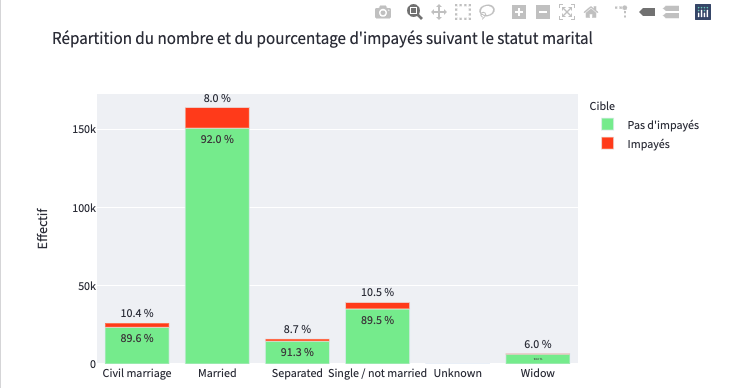 Répartition du nombre et du pourcentage d'impayés suivant le statut marital
Cible
Pas d'impayés
Impayés
Effectif
150k
100k
50k
0
10.4 %
89.6 %
8.0 %
92.0 %
8.7 %
91.3 %
10.5 %
89.5 %
6.0 %
Civil marriage
Married
Separated
Single / not married
Unknown
Widow